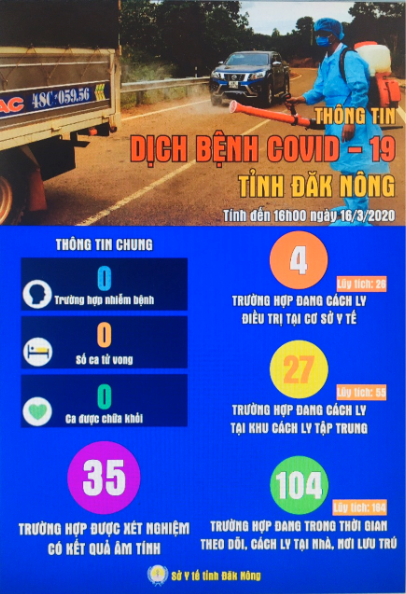 AC 48C-059.56
THÔNG TIN
DỊCH BỆNH COVID - 19
TỈNH ĐĂK NÔNG
Tính đến 16h00 ngày 16/3/2020
THÔNG TIN CHUNG
0
Trường hợp nhiễm bệnh
0
Số ca tử vong
0
Ca được chữa khỏi
4
Lũy tích: 26
TRƯỜNG HỢP ĐANG CÁCH LY
ĐIỀU TRỊ TẠI CƠ SỞ Y TẾ
27
Lũy tích: 55
TRƯỜNG HỢP ĐANG CÁCH LY
TẠI KHU CÁCH LY TẬP TRUNG
35
TRƯỜNG HỢP ĐƯỢC XÉT NGHIỆM
CÓ KẾT QUẢ ÂM TÍNH
104
Lũy tích: 164
TRƯỜNG HỢP ĐANG TRONG THỜI GIAN
THEO DÕI, CÁCH LY TẠI NHÀ, NƠI LƯU TRÚ
Sở Y tế tỉnh Đăk Nông